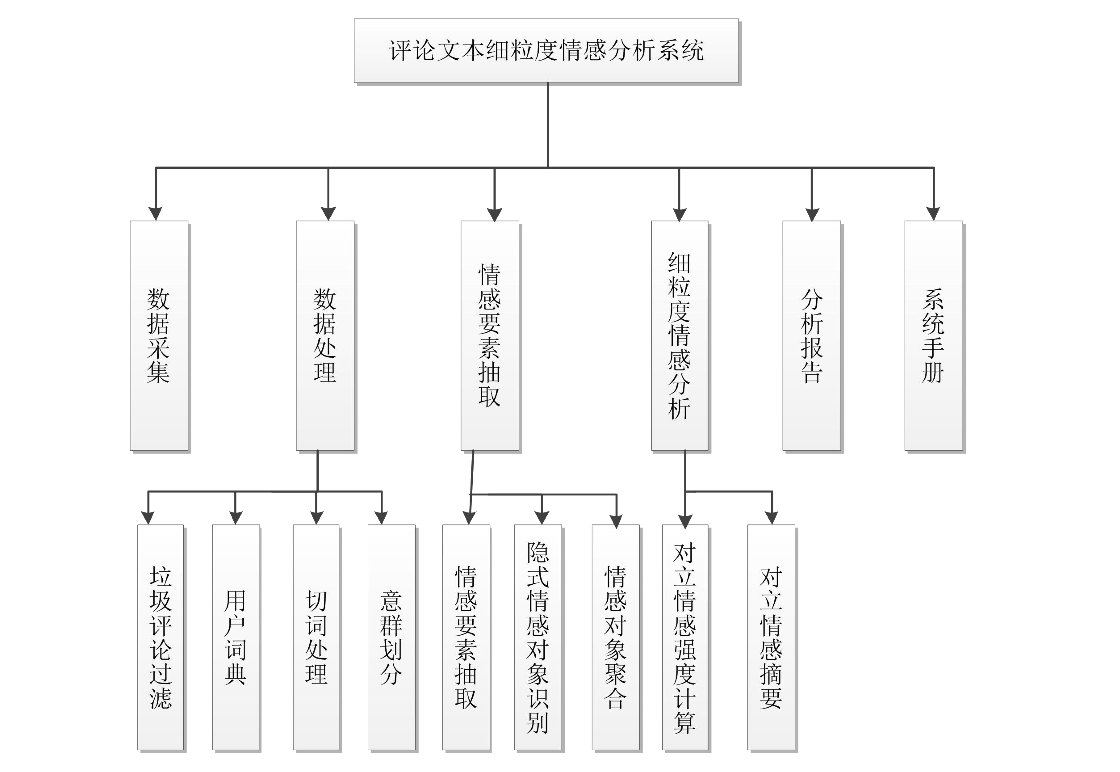 评论文本细粒度情感分析系统
数据采集
数据处理
情感要素抽取
细粒度情感分析
分析报告
系统手册
垃圾评论过滤
用户词典
切词处理
意群划分
情感要素抽取
隐式情感对象识别
情感对象聚合
对立情感强度计算
对立情感摘要